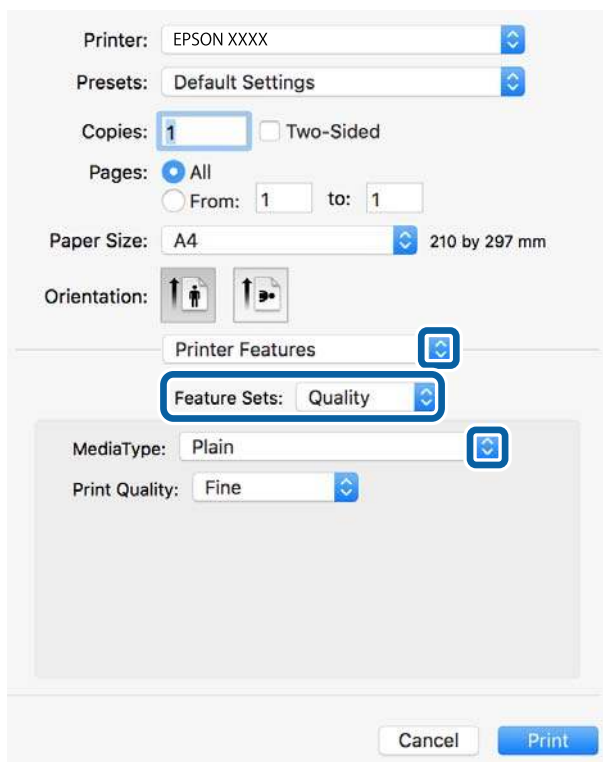 Printer: EPSON XXXX
Presets: Default Settings
Copies: 1 Two-Sided
Pages: All
From: 1 to: 1
Paper Size: A4 210 by 297 mm
Orientation:
Printer Features
Feature Sets: Quality
MediaType: Plain
Print Quality: Fine
Cancel Print